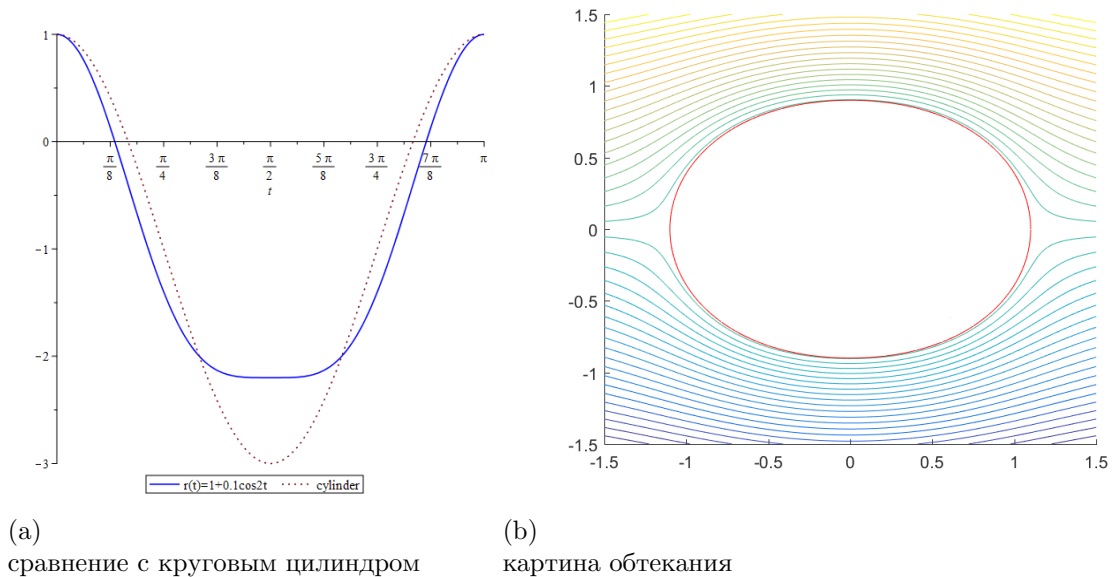 1
0
−1
−2
−3
π/8 π/4 3π/8 π/2 5π/8 3π/4 7π/8 π
t
r(t)=1+0.1cos2t cylinder
1.5
1
0.5
0
-0.5
-1
-1.5
-1.5 -1 -0.5 0 0.5 1 1.5
(a)
сравнение с круговым цилиндром
(b)
картина обтекания